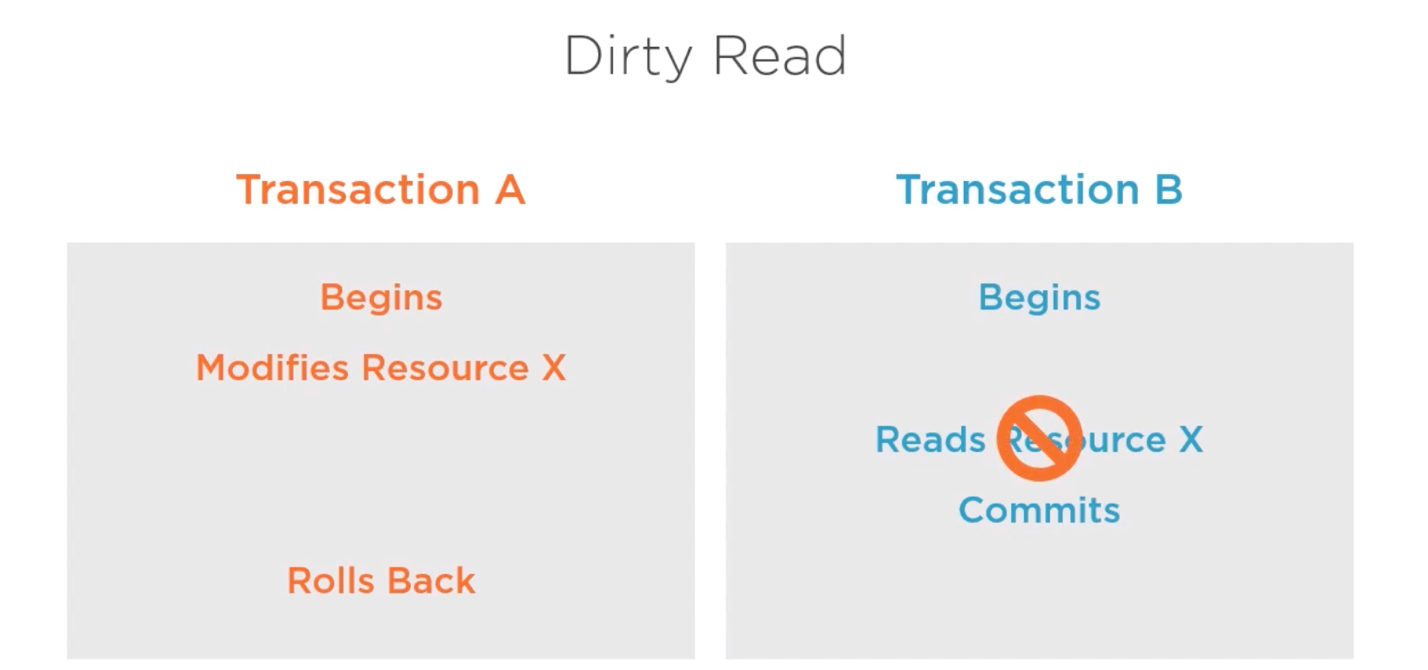 Dirty Read
Transaction A
Begins
Modifies Resource X
Rolls Back
Transaction B
Begins
Reads Resource X
Commits